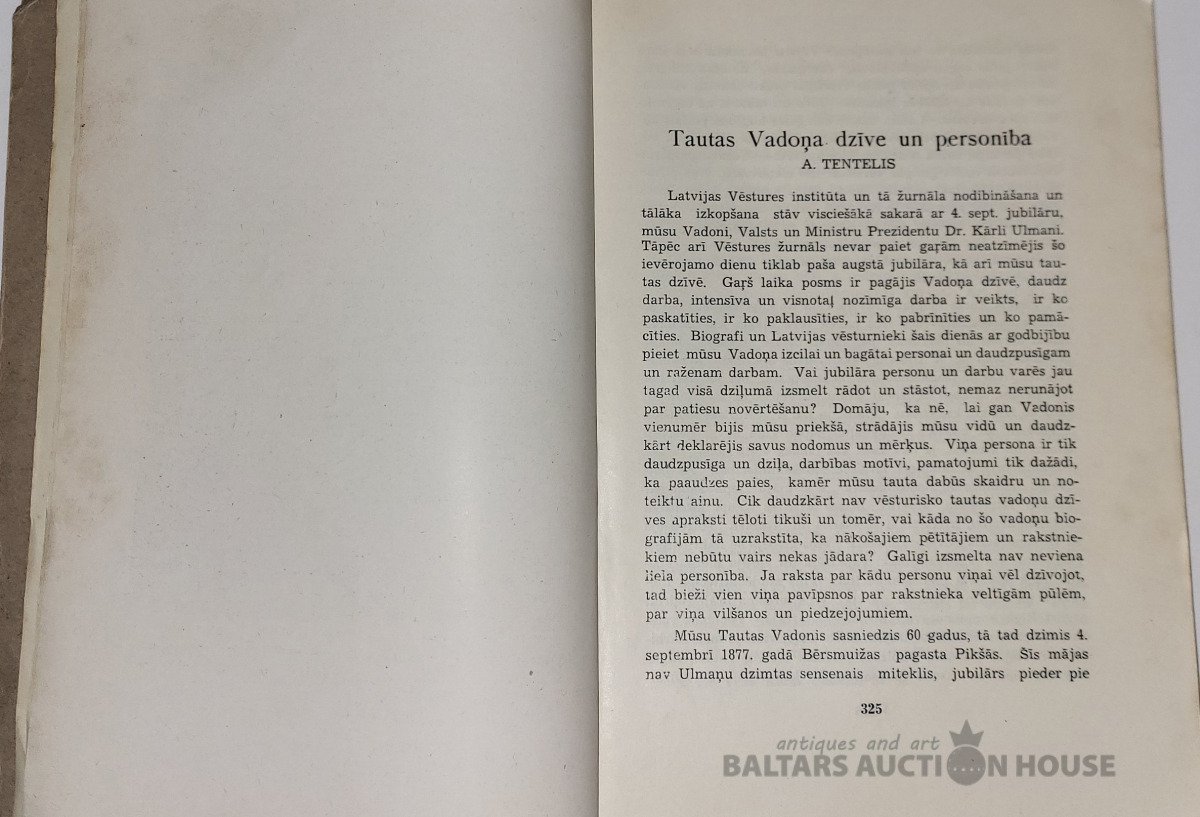 Tautas Vadoņa dzīve un personība
A. TENTELIS
Latvijas Vēstures institūta un tā žurnāla nodibināšana un
tālāka izkopšana stāv visciešākā sakarā ar 4. sept. jubilāru,
mūsu Vadoni, Valsts un Ministru Prezidentu Dr. Kārli Ulmani.
Tāpēc arī Vēstures žurnāls nevar paiet gaŗām neatzīmējis šo
ievērojamo dienu tiklab paša augstā jubilāra, kā arī mūsu tau-
tas dzīvē. Gaŗš laika posms ir pagājis Vadoņa dzīvē, daudz
darba, intensīva un visnotaļ nozīmīga darba ir veikts, ir ko
paskatīties, ir ko paklausīties, ir ko pabrīnīties un ko pamā-
cīties. Biografi un Latvijas vēsturnieki šais dienās ar godbijību
pieiet mūsu Vadoņa izcilai un bagātai personai un daudzpusīgam
un raženam darbam. Vai jubilāra personu un darbu varēs jau
tagad visā dziļumā izsmelt rādot un stāstot, nemaz nerunājot
par patiesu novērtēšanu? Domāju, ka nē, lai gan Vadonis
vienumēr bijis mūsu priekšā, strādājis mūsu vidū un daudz-
kārt deklarējis savus nodomus un mērķus. Viņa persona ir tik
daudzpusīga un dziļa, darbības motīvi, pamatojumi tik dažādi,
ka paaudzes paies, kamēr mūsu tauta dabūs skaidru un no-
teiktu ainu. Cik daudzkārt nav vēsturisko tautas vadoņu dzī-
ves apraksti tēloti tikuši un tomēr, vai kāda no šo vadoņu bio-
grafijām tā uzrakstīta, ka nākošajiem pētītājiem un rakstnie-
kiem nebūtu vairs nekas jādara? Galīgi izsmelta nav neviena
liela personība. Ja raksta par kādu personu viņai vēl dzīvojot,
tad bieži vien viņa pavīpsnos par rakstnieka veltīgām pūlēm,
par viņa vilšanos un piedzejojumiem.
Mūsu Tautas Vadonis sasniedzis 60 gadus, tā tad dzimis 4.
septembrī 1877. gadā Bērsmuižas pagasta Pikšās. Šīs mājas
nav Ulmaņu dzimtas sensenais miteklis, jubilārs pieder pie
325
antiques and art
BALTARS AUCTION HOUSE